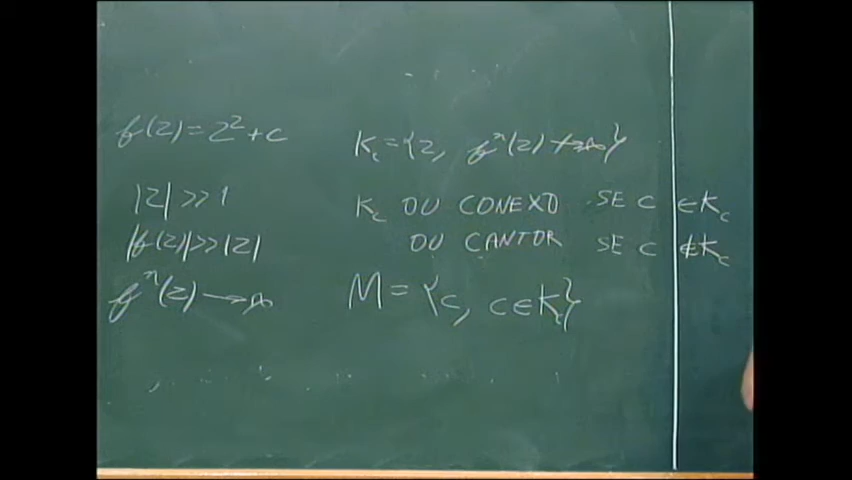 f(z) = z² + c
|z| >> 1
|f(z)| >> |z|
fⁿ(z) → ∞
K_c = {z, fⁿ(z) ↛ ∞}
K_c OU CONEXO SE c ∈ K_c
OU CANTOR SE c ∉ K_c
M = {c, c ∈ K_c}